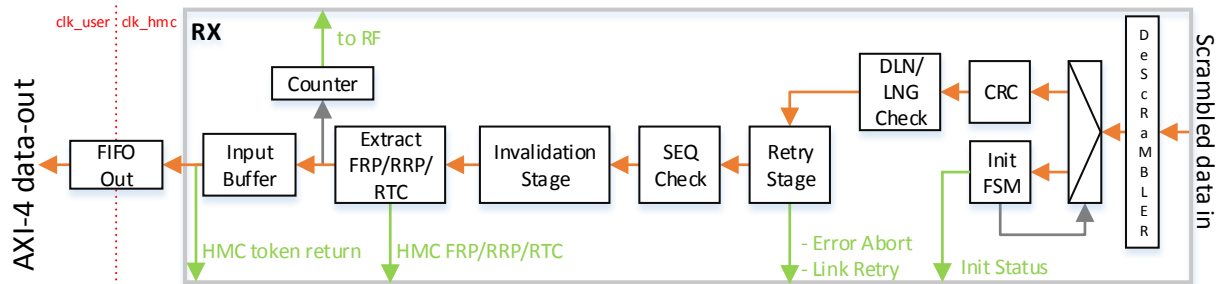 clk_user
clk_hmc
RX
to RF
Counter
DLN/
LNG
Check
CRC
DeScRaMBLER
Scrambled data in
AXI-4 data-out
FIFO
Out
Input
Buffer
Extract
FRP/RRP/
RTC
Invalidation
Stage
SEQ
Check
Retry
Stage
Init
FSM
HMC token return
HMC FRP/RRP/RTC
- Error Abort
- Link Retry
Init Status